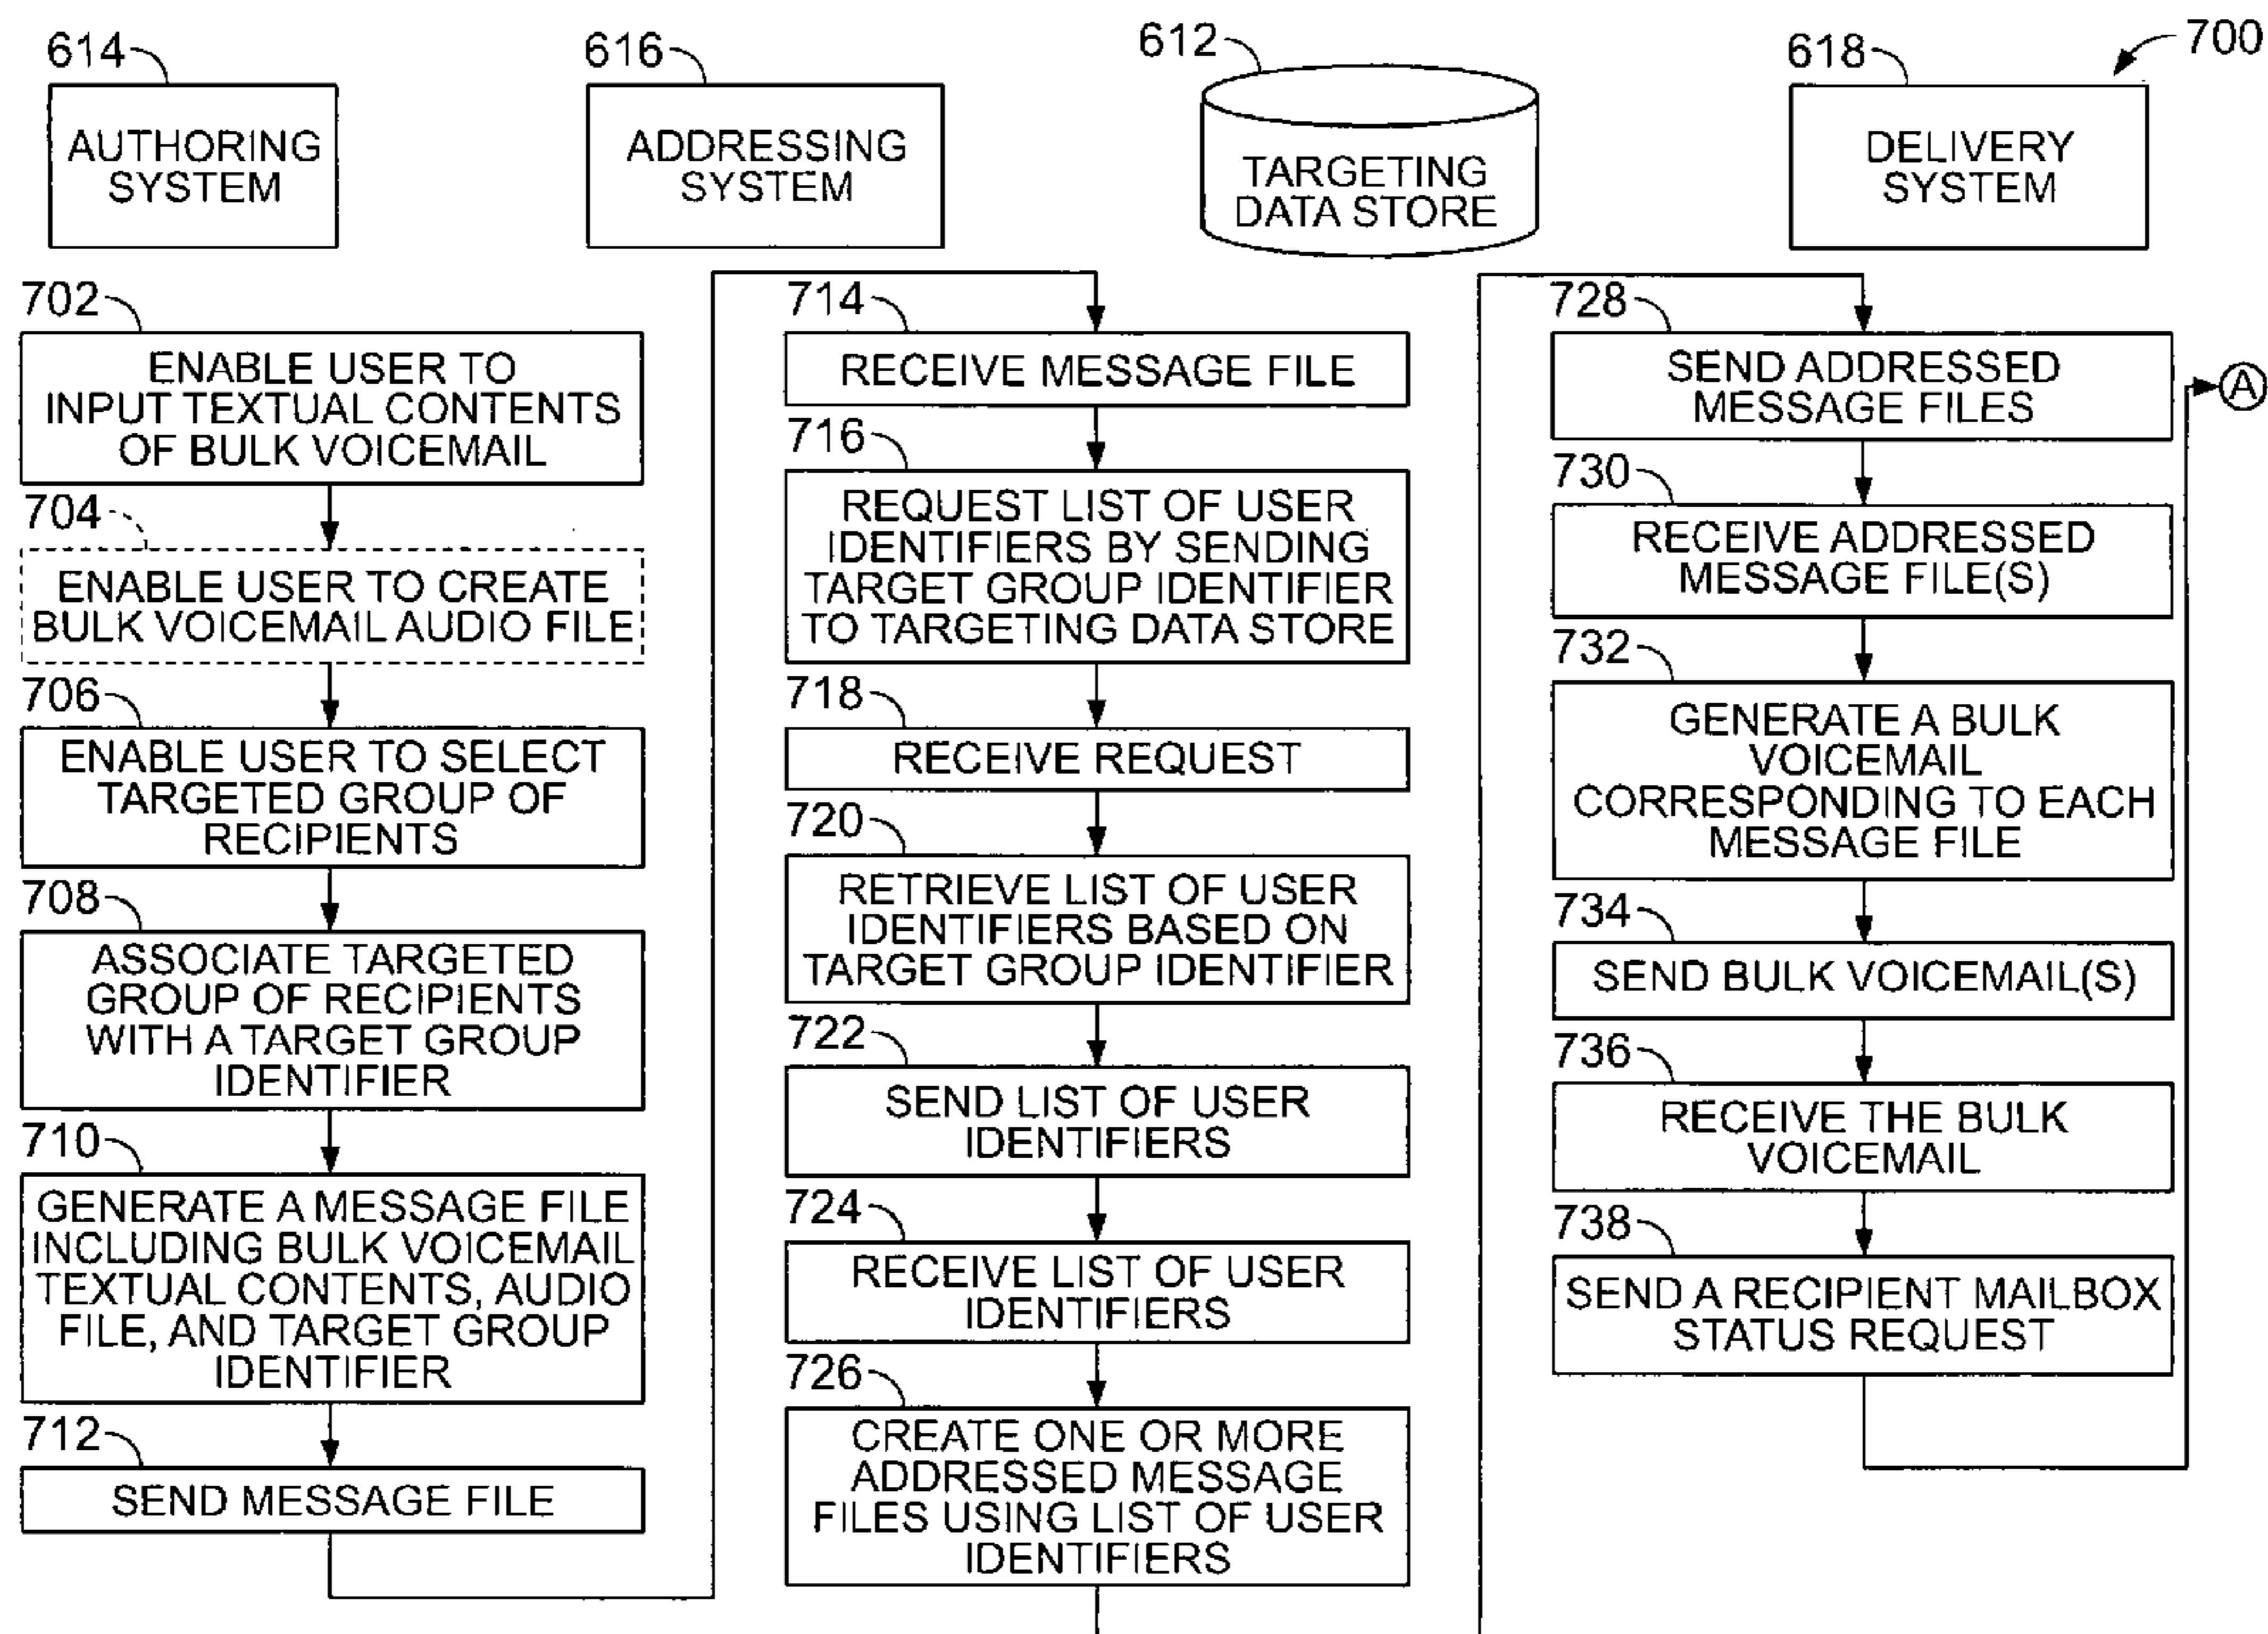 614
AUTHORING
SYSTEM
616
ADDRESSING
SYSTEM
612
TARGETING
DATA STORE
618
DELIVERY
SYSTEM
700
702
ENABLE USER TO
INPUT TEXTUAL CONTENTS
OF BULK VOICEMAIL
704
ENABLE USER TO CREATE
BULK VOICEMAIL AUDIO FILE
706
ENABLE USER TO SELECT
TARGETED GROUP OF
RECIPIENTS
708
ASSOCIATE TARGETED
GROUP OF RECIPIENTS
WITH A TARGET GROUP
IDENTIFIER
710
GENERATE A MESSAGE FILE
INCLUDING BULK VOICEMAIL
TEXTUAL CONTENTS, AUDIO
FILE, AND TARGET GROUP
IDENTIFIER
712
SEND MESSAGE FILE
714
RECEIVE MESSAGE FILE
716
REQUEST LIST OF USER
IDENTIFIERS BY SENDING
TARGET GROUP IDENTIFIER
TO TARGETING DATA STORE
718
RECEIVE REQUEST
720
RETRIEVE LIST OF USER
IDENTIFIERS BASED ON
TARGET GROUP IDENTIFIER
722
SEND LIST OF USER
IDENTIFIERS
724
RECEIVE LIST OF USER
IDENTIFIERS
726
CREATE ONE OR MORE
ADDRESSED MESSAGE
FILES USING LIST OF USER
IDENTIFIERS
728
SEND ADDRESSED
MESSAGE FILES
730
RECEIVE ADDRESSED
MESSAGE FILE(S)
732
GENERATE A BULK
VOICEMAIL
CORRESPONDING TO EACH
MESSAGE FILE
734
SEND BULK VOICEMAIL(S)
736
RECEIVE THE BULK
VOICEMAIL
738
SEND A RECIPIENT MAILBOX
STATUS REQUEST
A